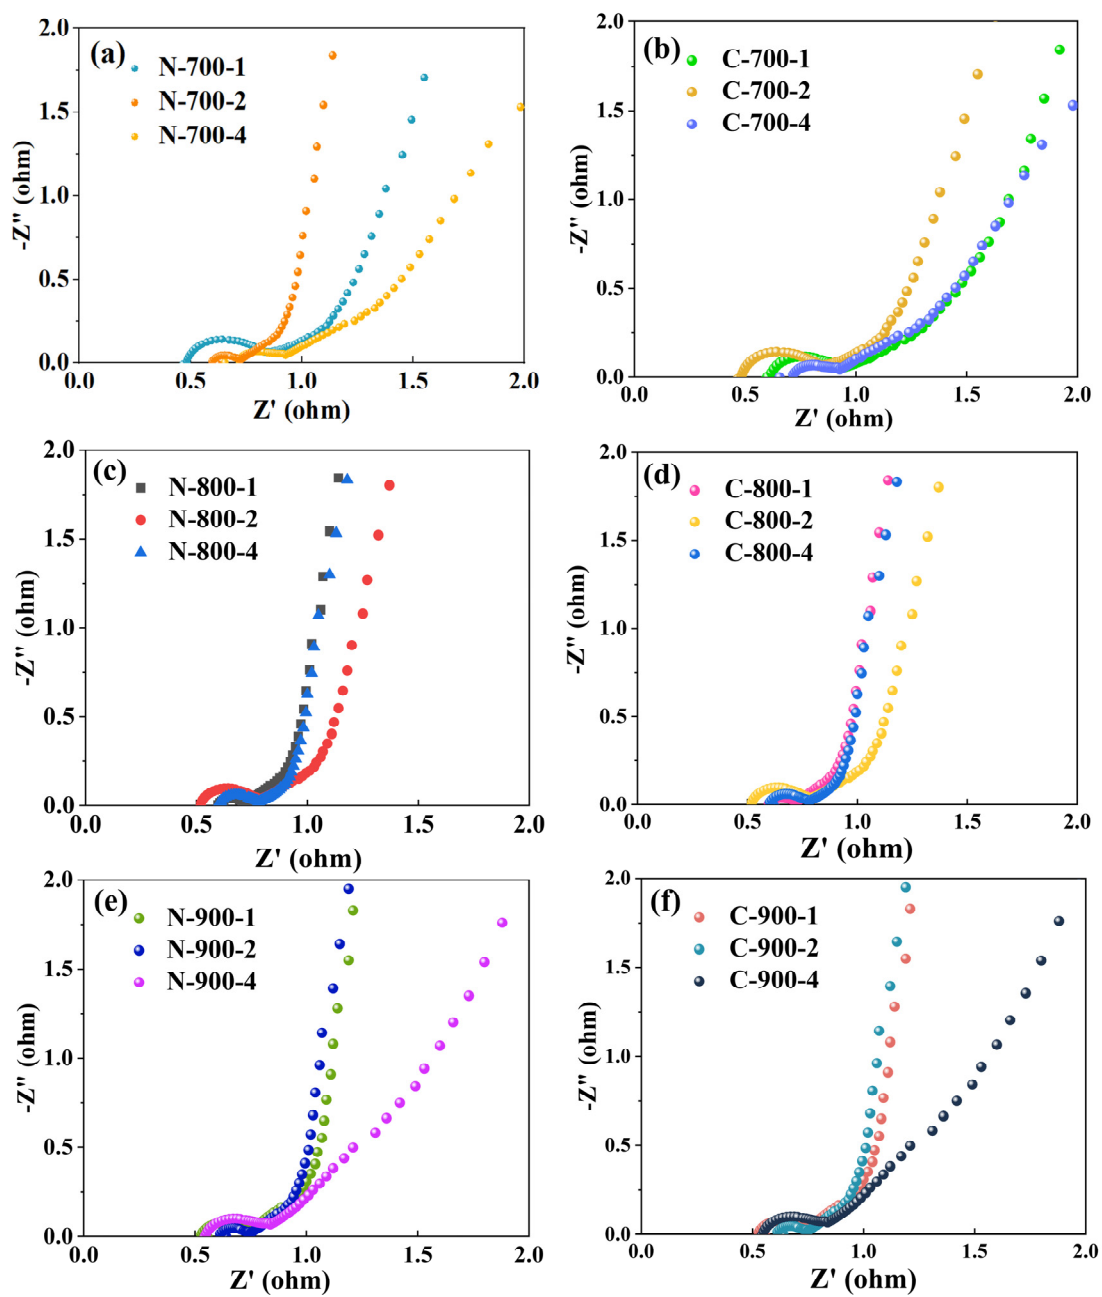 (a)
N-700-1
N-700-2
N-700-4
2.0
1.5
1.0
0.5
0.0
-Z" (ohm)
0.0 0.5 1.0 1.5 2.0
Z' (ohm)
(b)
C-700-1
C-700-2
C-700-4
2.0
1.5
1.0
0.5
0.0
-Z" (ohm)
0.0 0.5 1.0 1.5 2.0
Z' (ohm)
(c)
N-800-1
N-800-2
N-800-4
2.0
1.5
1.0
0.5
0.0
-Z" (ohm)
0.0 0.5 1.0 1.5 2.0
Z' (ohm)
(d)
C-800-1
C-800-2
C-800-4
2.0
1.5
1.0
0.5
0.0
-Z" (ohm)
0.0 0.5 1.0 1.5 2.0
Z' (ohm)
(e)
N-900-1
N-900-2
N-900-4
2.0
1.5
1.0
0.5
0.0
-Z" (ohm)
0.0 0.5 1.0 1.5 2.0
Z' (ohm)
(f)
C-900-1
C-900-2
C-900-4
2.0
1.5
1.0
0.5
0.0
-Z" (ohm)
0.0 0.5 1.0 1.5 2.0
Z' (ohm)